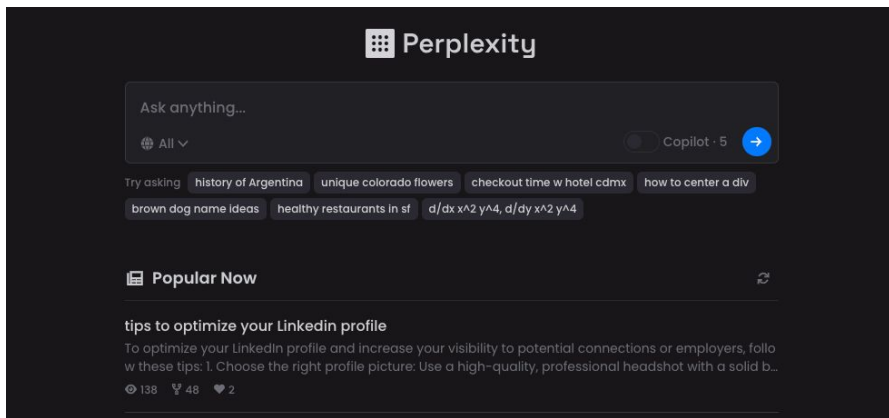 Perplexity
Ask anything...
All
Copilot · 5
Try asking history of Argentina unique colorado flowers checkout time w hotel cdmx how to center a div
brown dog name ideas healthy restaurants in sf d/dx x^2 y^4, d/dy x^2 y^4
Popular Now
tips to optimize your Linkedin profile
To optimize your LinkedIn profile and increase your visibility to potential connections or employers, follo
w these tips: 1. Choose the right profile picture: Use a high-quality, professional headshot with a solid b...
138 48 2